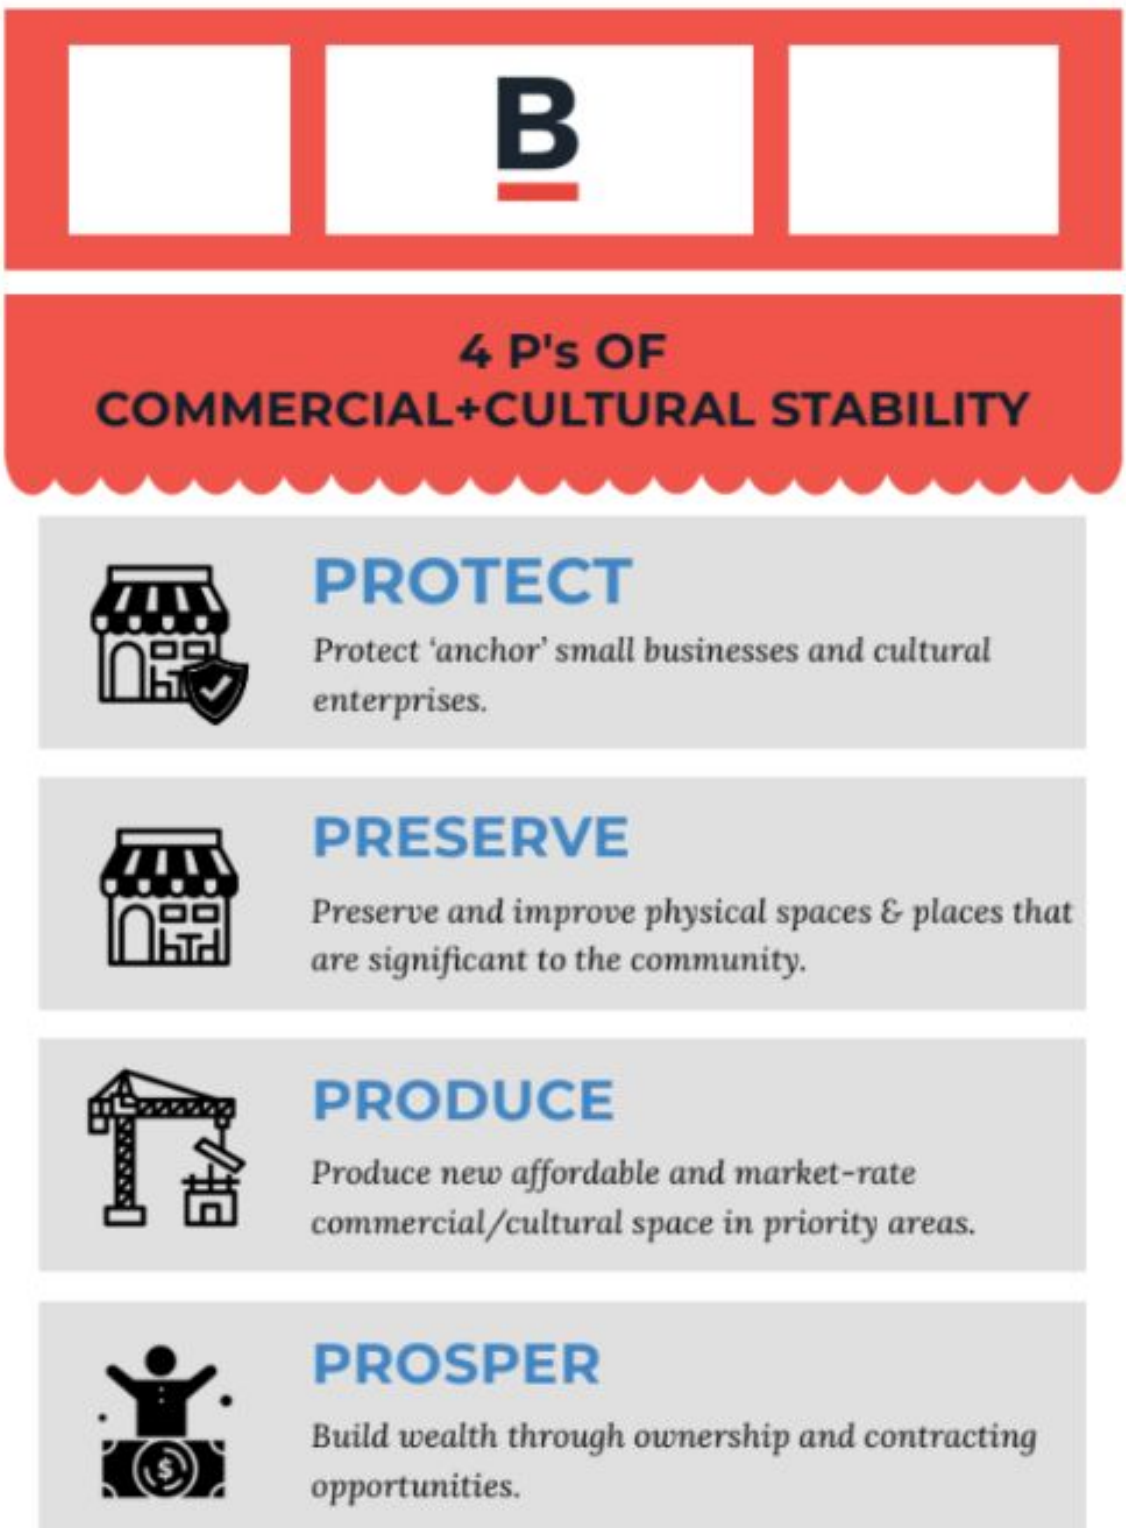 B
4 P's OF
COMMERCIAL+CULTURAL STABILITY
PROTECT
Protect ‘anchor’ small businesses and cultural
enterprises.
PRESERVE
Preserve and improve physical spaces & places that
are significant to the community.
PRODUCE
Produce new affordable and market-rate
commercial/cultural space in priority areas.
PROSPER
$
Build wealth through ownership and contracting
opportunities.